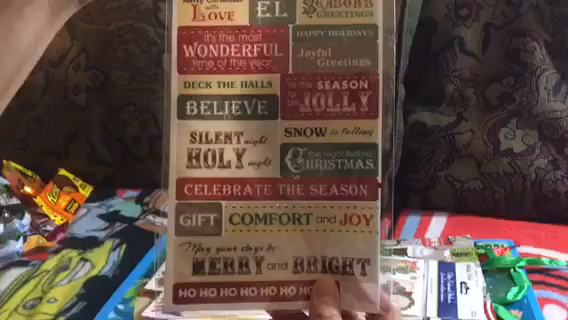 Merry Christmas
with
LOVE
EL
SEASON'S
GREETINGS
it's the most
WONDERFUL
time of the year
HAPPY HOLIDAYS
Joyful
Greetings
DECK THE HALLS
BELIEVE
'tis the SEASON
to be
JOLLY
SILENT night
HOLY night
SNOW is falling
the Night Before
CHRISTMAS
CELEBRATE THE SEASON
GIFT
COMFORT and JOY
May your days be
MERRY and BRIGHT
HO HO HO HO HO HO H